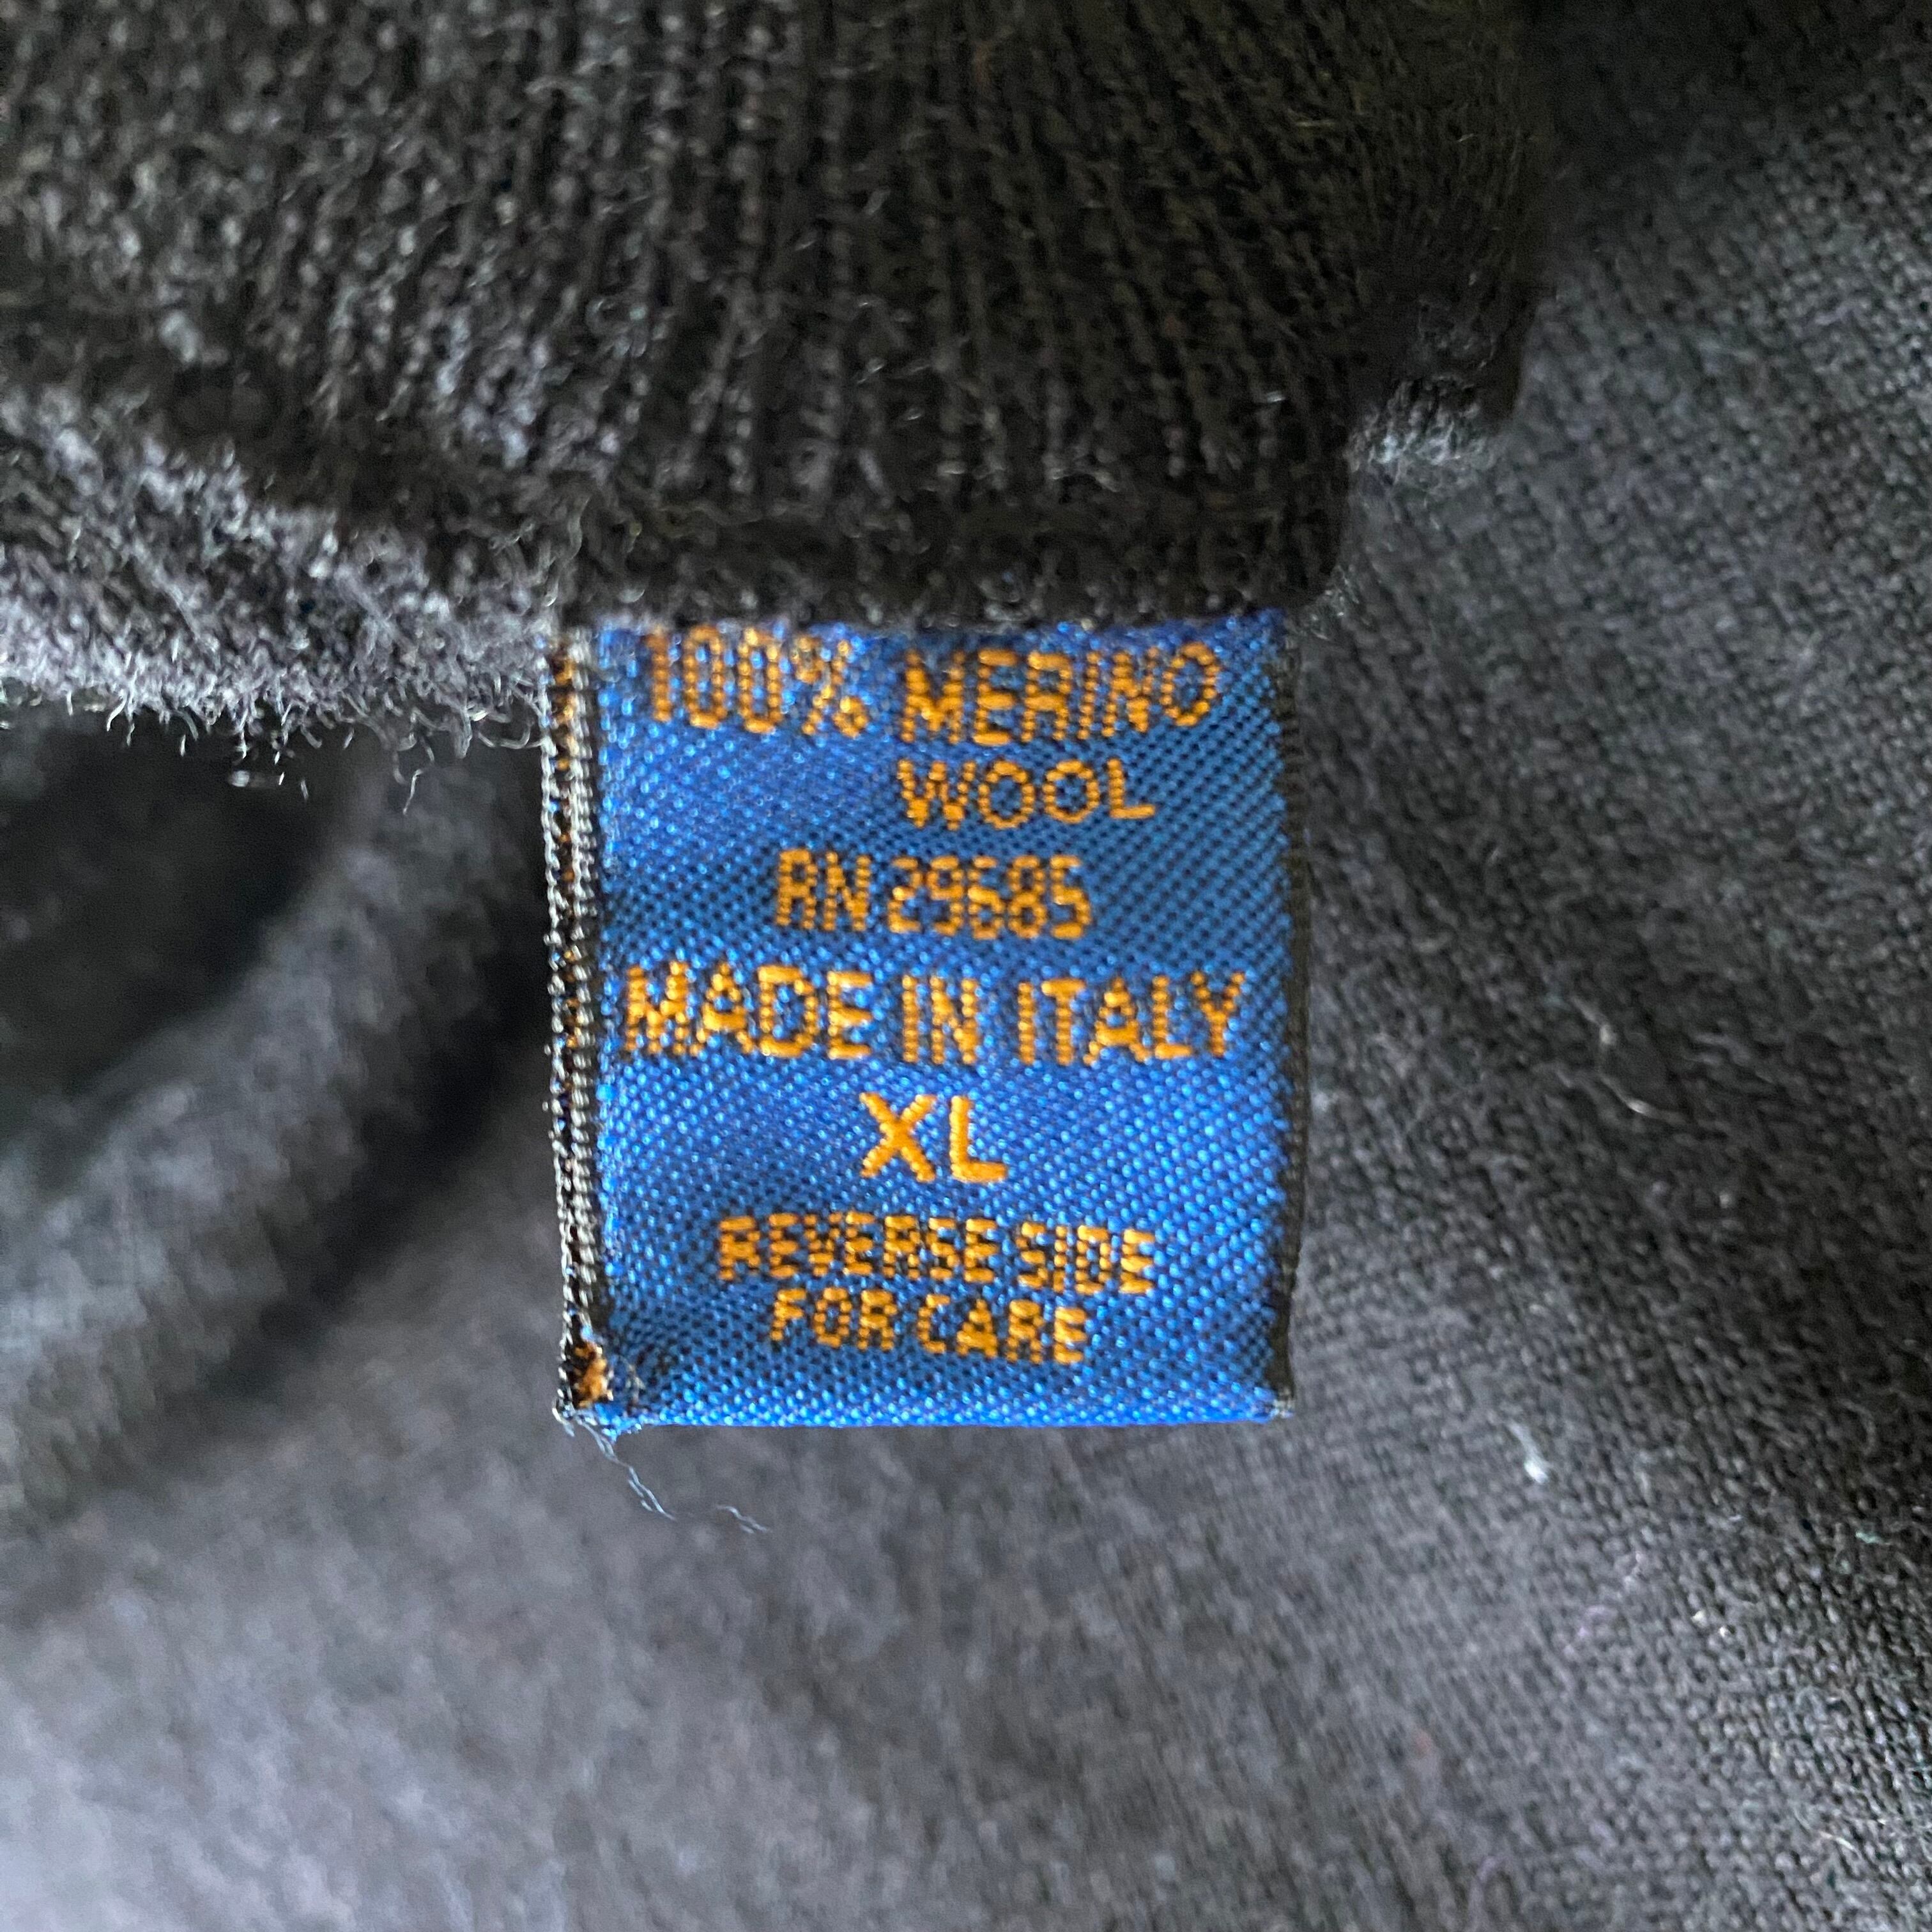 100% MERINO
WOOL
RN 29685
MADE IN ITALY
XL
REVERSE SIDE
FOR CARE